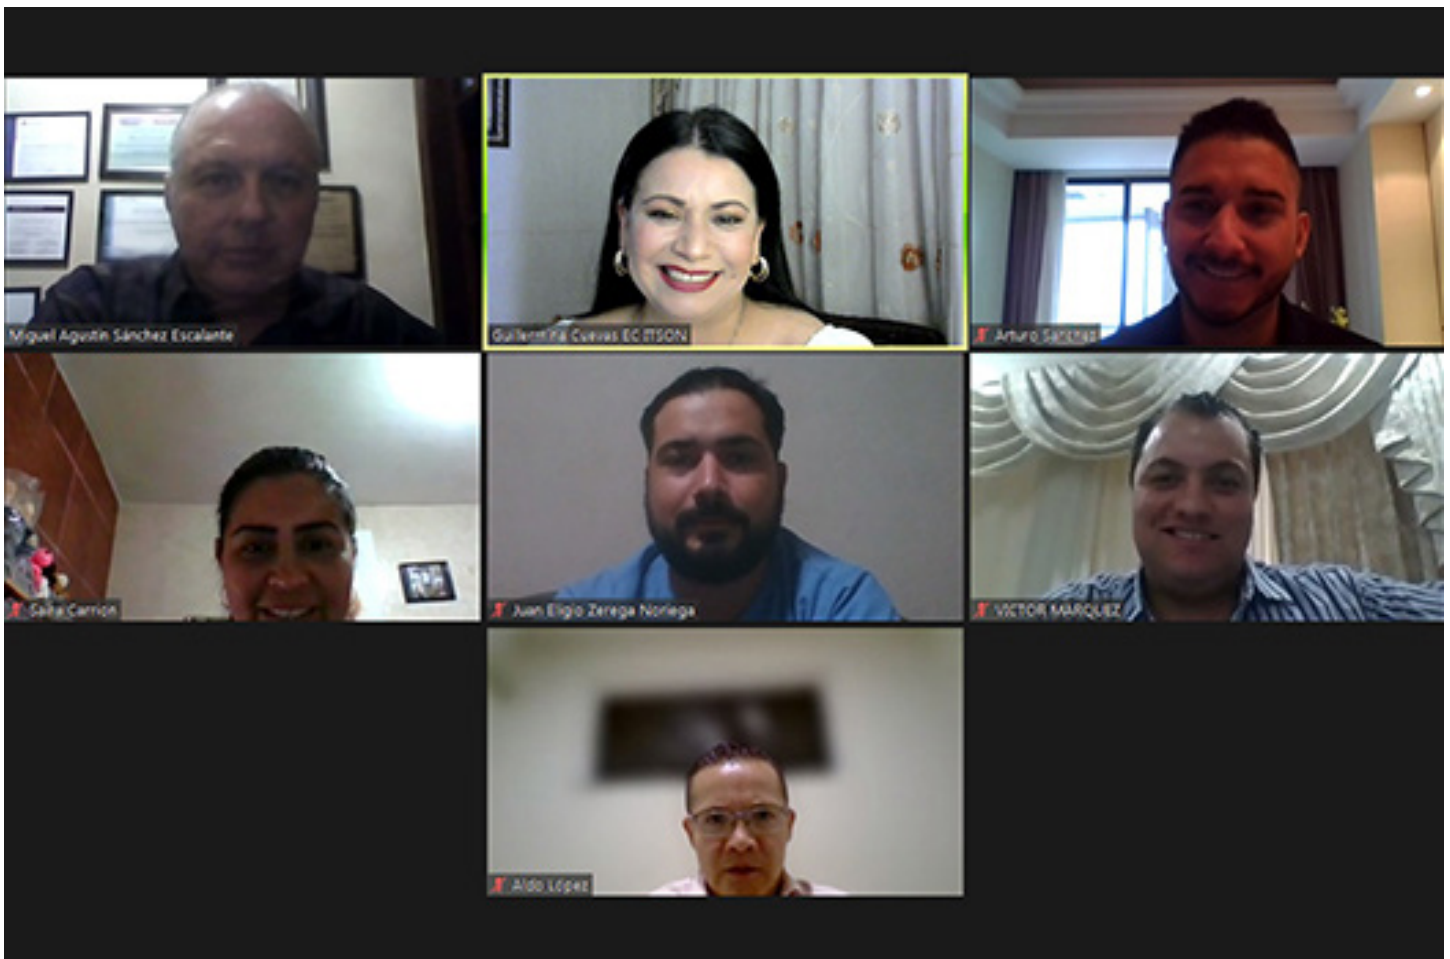 Miguel Agustin Sánchez Escalante
Guillermina Cuevas EC ITSON
Arturo Sanchez
Saira Carrion
Juan Eligio Zerega Noriega
VICTOR MARQUEZ
Aldo López